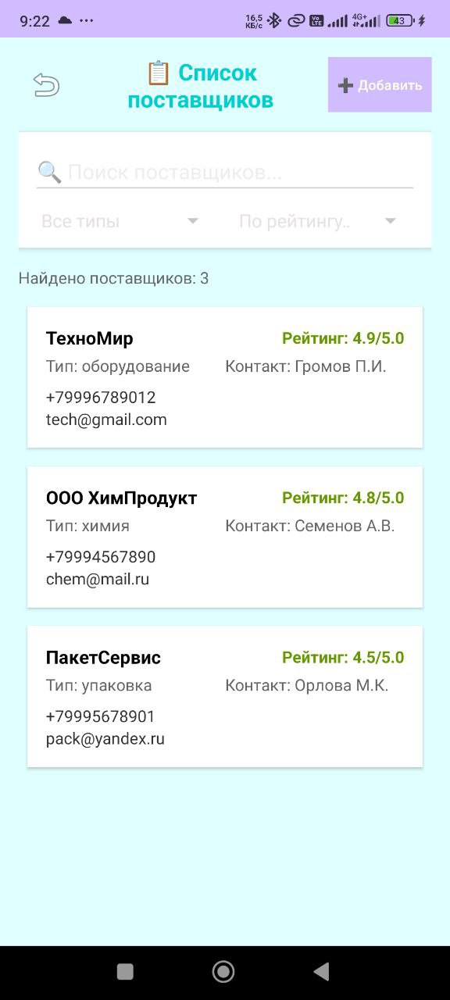 9:22
16,5 КБ/с
Vo LTE
4G+
43
📋 Список
поставщиков
➕ Добавить
🔍 Поиск поставщиков...
Все типы
По рейтингу..
Найдено поставщиков: 3
ТехноМир
Рейтинг: 4.9/5.0
Тип: оборудование
Контакт: Громов П.И.
+79996789012
tech@gmail.com
ООО ХимПродукт
Рейтинг: 4.8/5.0
Тип: химия
Контакт: Семенов А.В.
+79994567890
chem@mail.ru
ПакетСервис
Рейтинг: 4.5/5.0
Тип: упаковка
Контакт: Орлова М.К.
+79995678901
pack@yandex.ru